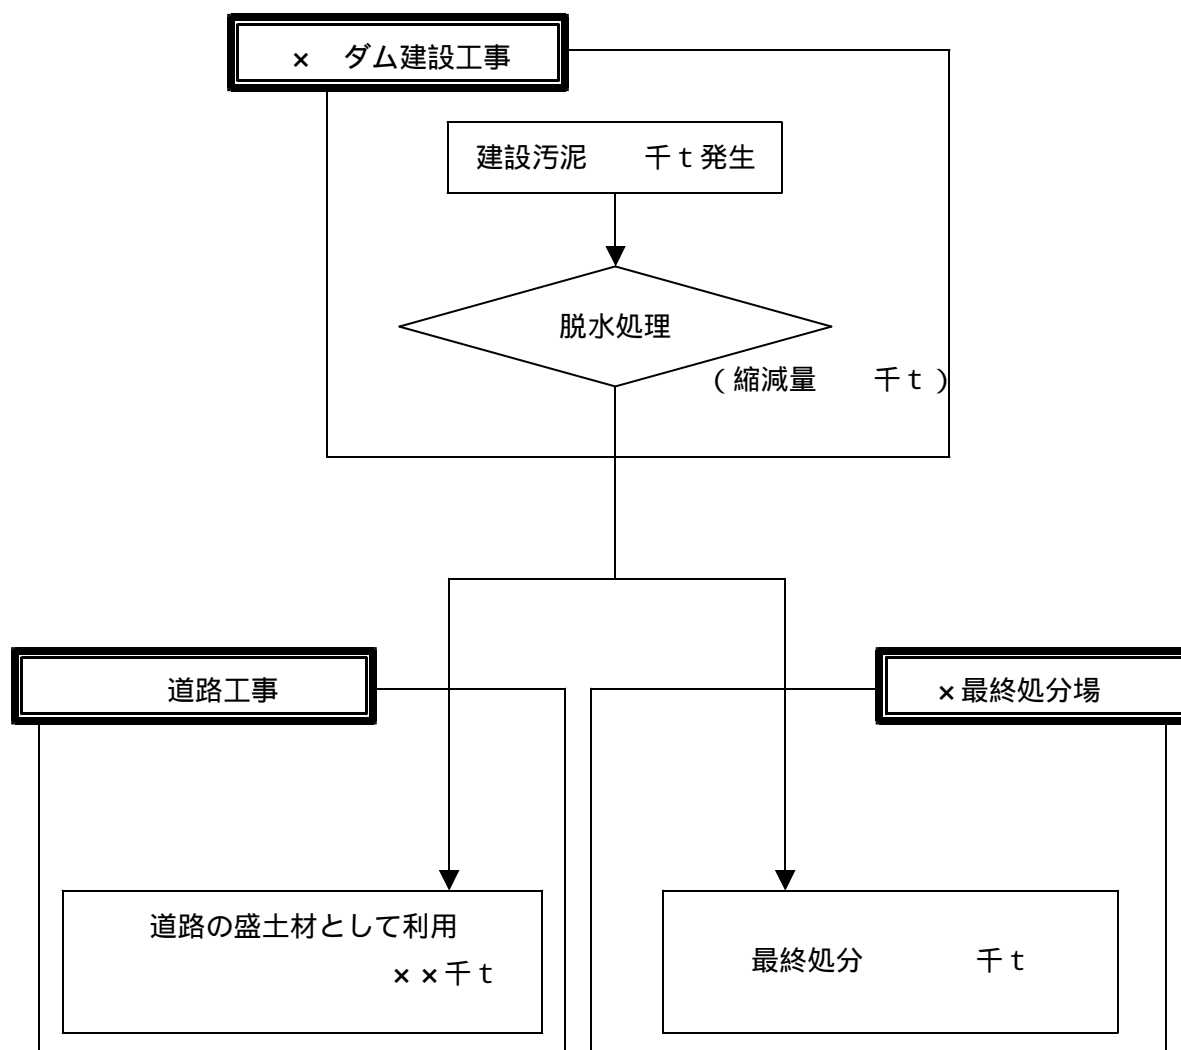 × ダム建設工事
建設汚泥 千ｔ発生
脱水処理
（縮減量 千ｔ）
道路工事
×最終処分場
道路の盛土材として利用
××千ｔ
最終処分 千ｔ